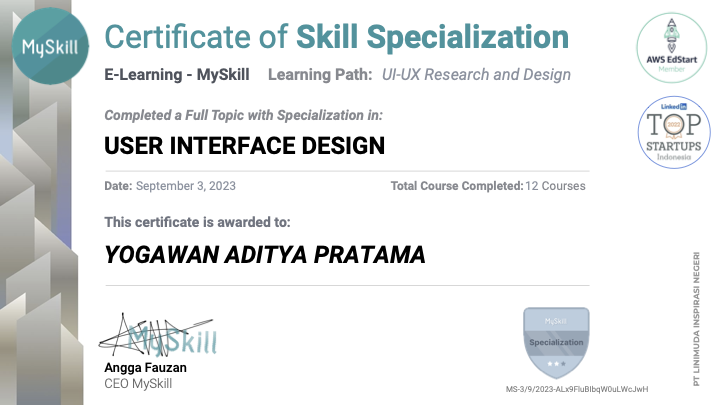 MySkill
Certificate of Skill Specialization
E-Learning - MySkill Learning Path: UI-UX Research and Design
AWS EdStart
Member
Completed a Full Topic with Specialization in:
USER INTERFACE DESIGN
LinkedIn
TOP
2022
STARTUPS
Indonesia
Date: September 3, 2023 Total Course Completed: 12 Courses
This certificate is awarded to:
YOGAWAN ADITYA PRATAMA
PT LINIMUDA INSPIRASI NEGERI
MySkill
Angga Fauzan
CEO MySkill
MySkill
Specialization
MS-3/9/2023-ALx9FluBIbqW0uLWcJwH